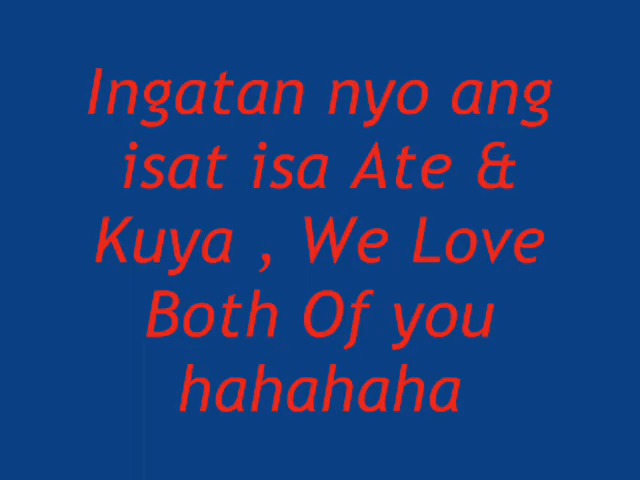 Ingatan nyo ang
isat isa Ate &
Kuya , We Love
Both Of you
hahahaha